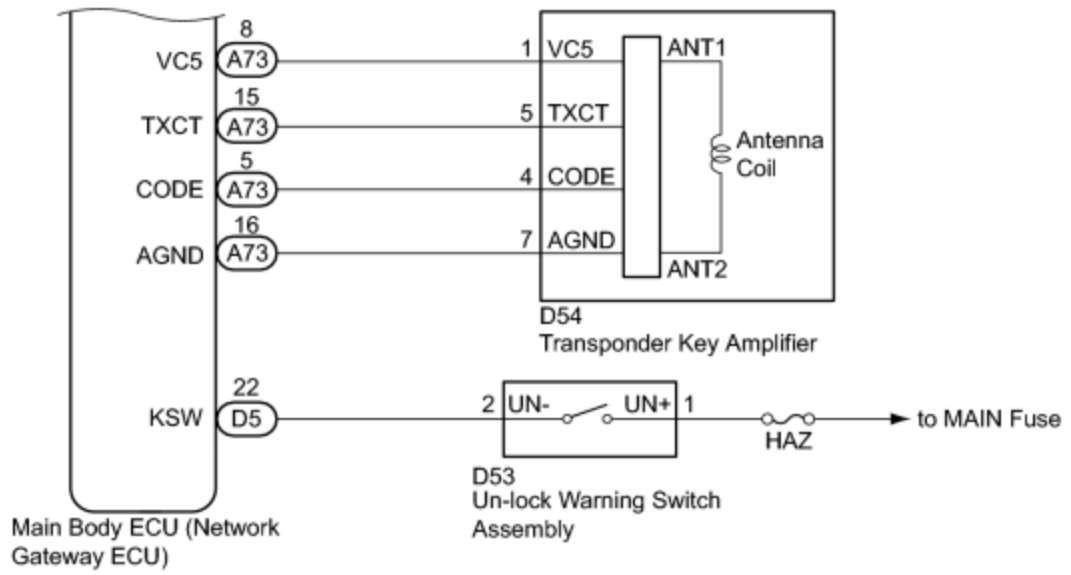 8
VC5 A73 1 VC5 ANT1
15
TXCT A73 5 TXCT
Antenna
Coil
5
CODE A73 4 CODE
16
AGND A73 7 AGND
ANT2
D54
Transponder Key Amplifier
22
KSW D5 2 UN- UN+ 1 to MAIN Fuse
HAZ
D53
Un-lock Warning Switch
Assembly
Main Body ECU (Network
Gateway ECU)